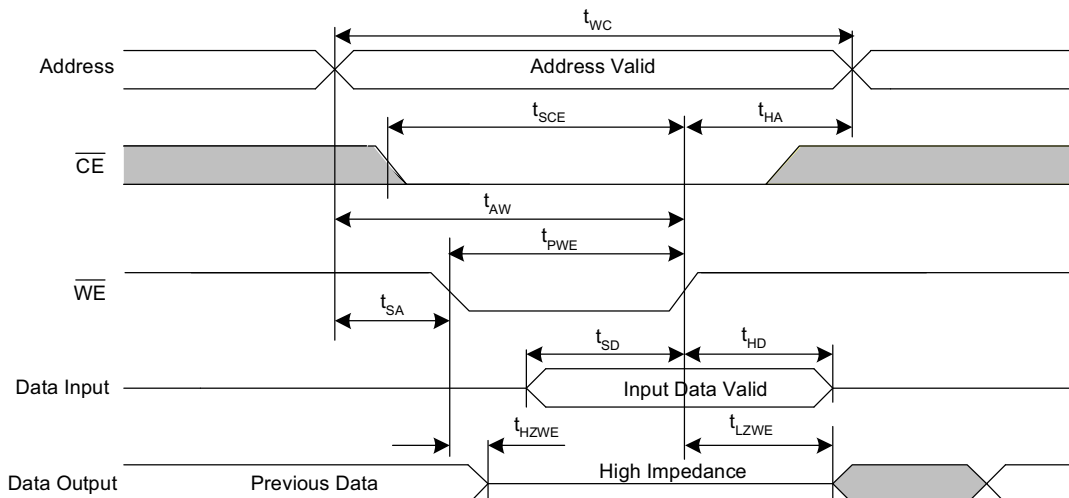 tWC
Address
Address Valid
tSCE
tHA
CE
tAW
tPWE
WE
tSA
tSD
tHD
Data Input
Input Data Valid
tHZWE
tLZWE
Data Output
Previous Data
High Impedance